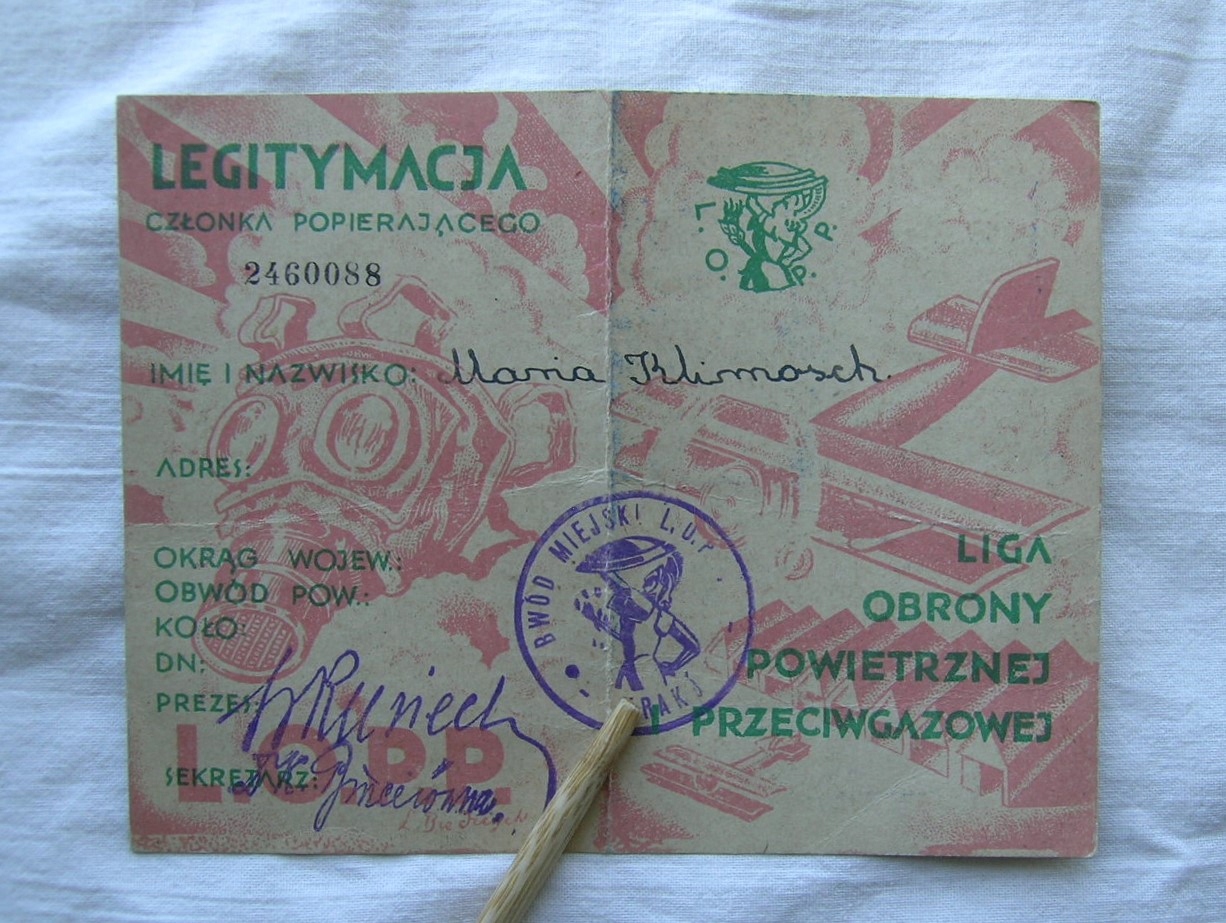 LEGITYMACJA
CZŁONKA POPIERAJĄCEGO
2460088
L.O.P.P.
IMIĘ I NAZWISKO: Maria Klimosch.
ADRES:
OKRĄG WOJEW.:
OBWÓD POW.:
KOŁO:
DN:
PREZES:
SEKRETARZ:
L.O.P.P.
BWÓD MIEJSKI L.O.P
LIGA
OBRONY
POWIETRZNEJ
I PRZECIWGAZOWEJ